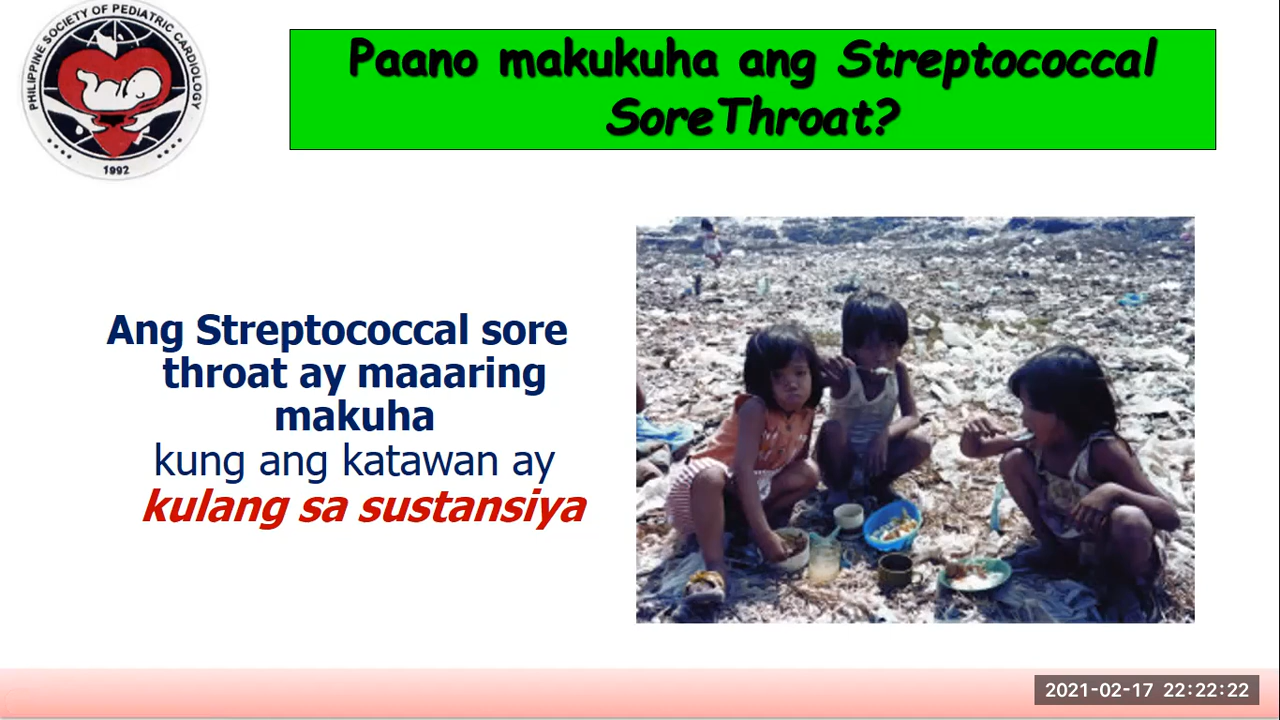 PHILIPPINE SOCIETY OF PEDIATRIC CARDIOLOGY
1992
Paano makukuha ang Streptococcal
SoreThroat?
Ang Streptococcal sore
throat ay maaaring
makuha
kung ang katawan ay
kulang sa sustansiya
2021-02-17 22:22:22